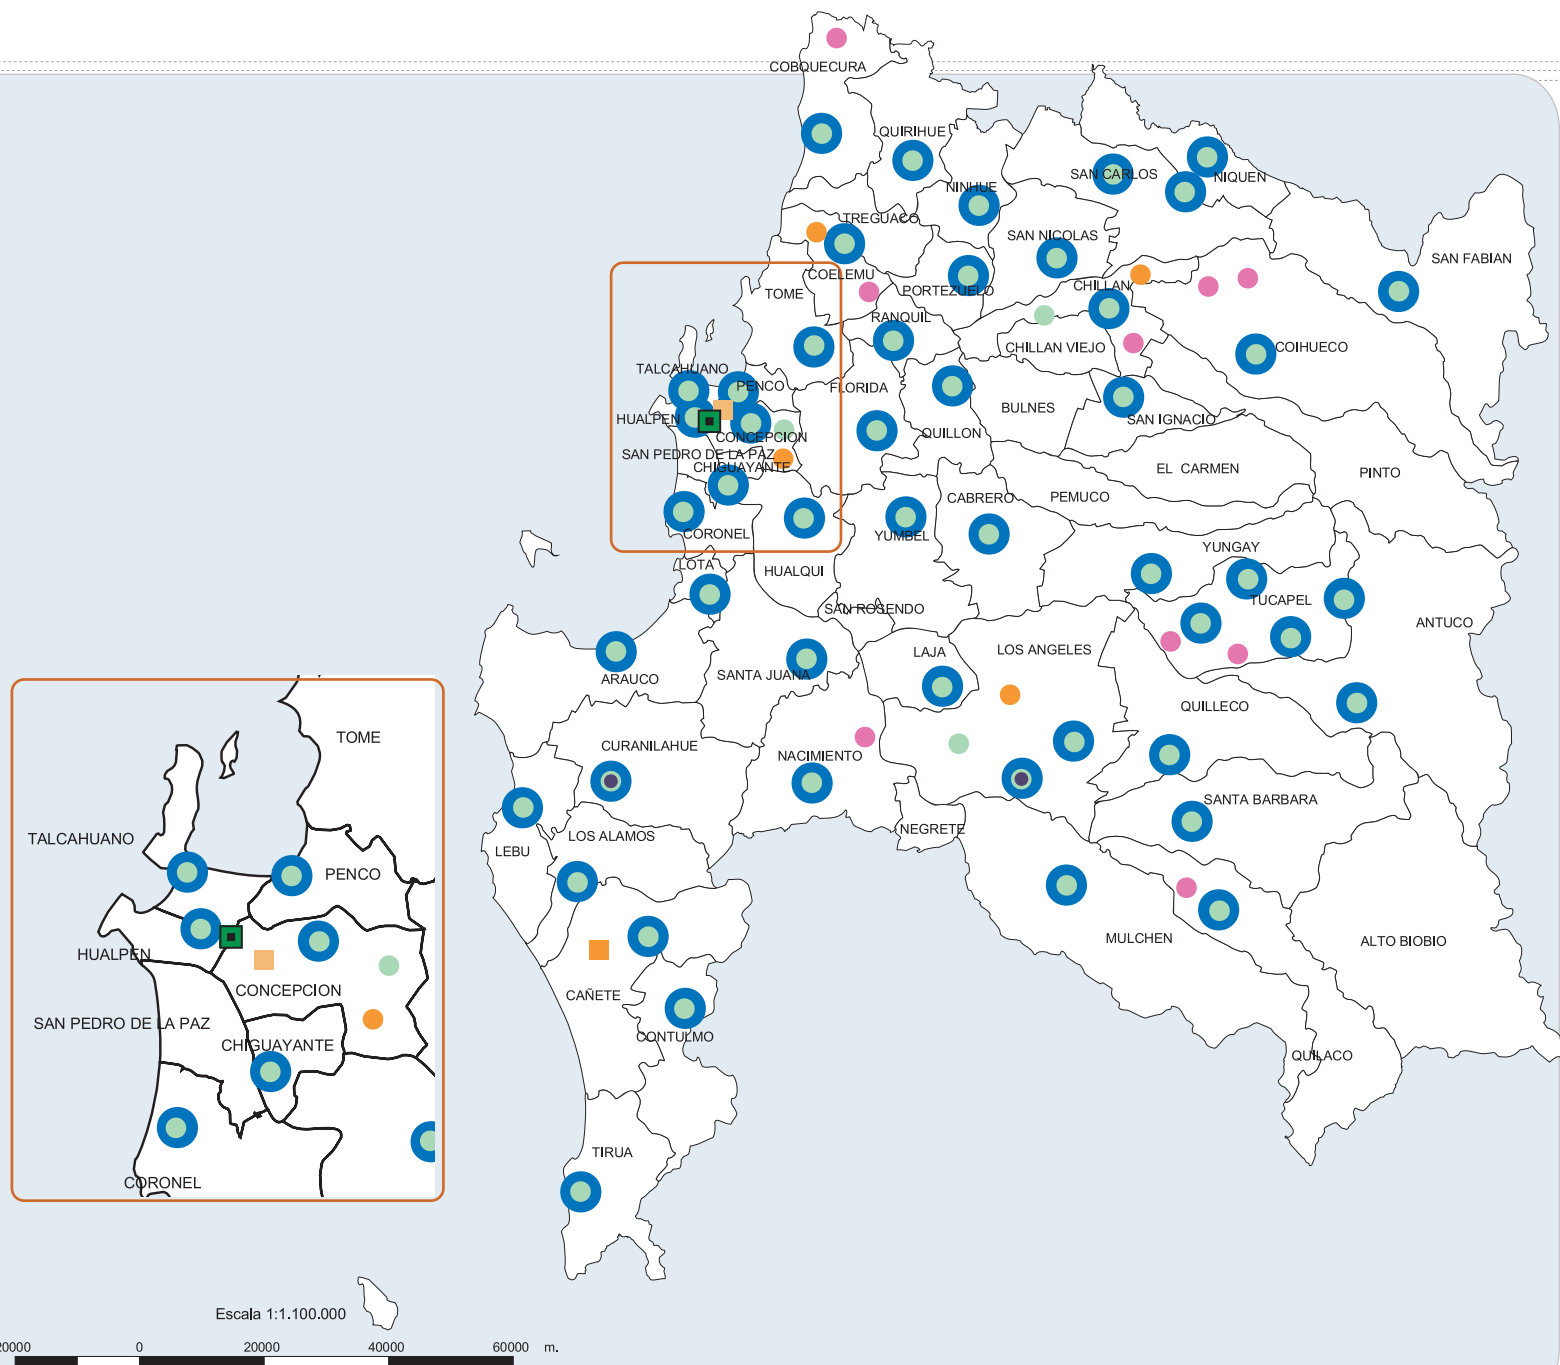 COBQUECURA
QUIRIHUE
SAN CARLOS
NIQUEN
NINHUE
TREGUACO
SAN NICOLAS
SAN FABIAN
COELEMU
PORTEZUELO
CHILLAN
TOME
RANQUIL
CHILLAN VIEJO
COIHUECO
TALCAHUANO
PENCO
FLORIDA
BULNES
HUALPEN
SAN IGNACIO
CONCEPCION
QUILLON
SAN PEDRO DE LA PAZ
CHIGUAYANTE
EL CARMEN
PINTO
CABRERO
PEMUCO
CORONEL
YUMBEL
YUNGAY
LOTA
HUALQUI
TUCAPEL
SAN ROSENDO
ANTUCO
LAJA
LOS ANGELES
ARAUCO
SANTA JUANA
QUILLECO
CURANILAHUE
NACIMIENTO
SANTA BARBARA
NEGRETE
LOS ALAMOS
LEBU
MULCHEN
ALTO BIOBIO
CAÑETE
CONTULMO
QUILACO
TIRUA
TOME
TALCAHUANO
PENCO
HUALPEN
CONCEPCION
SAN PEDRO DE LA PAZ
CHIGUAYANTE
CORONEL
Escala 1:1.100.000
20000 0 20000 40000 60000 m.